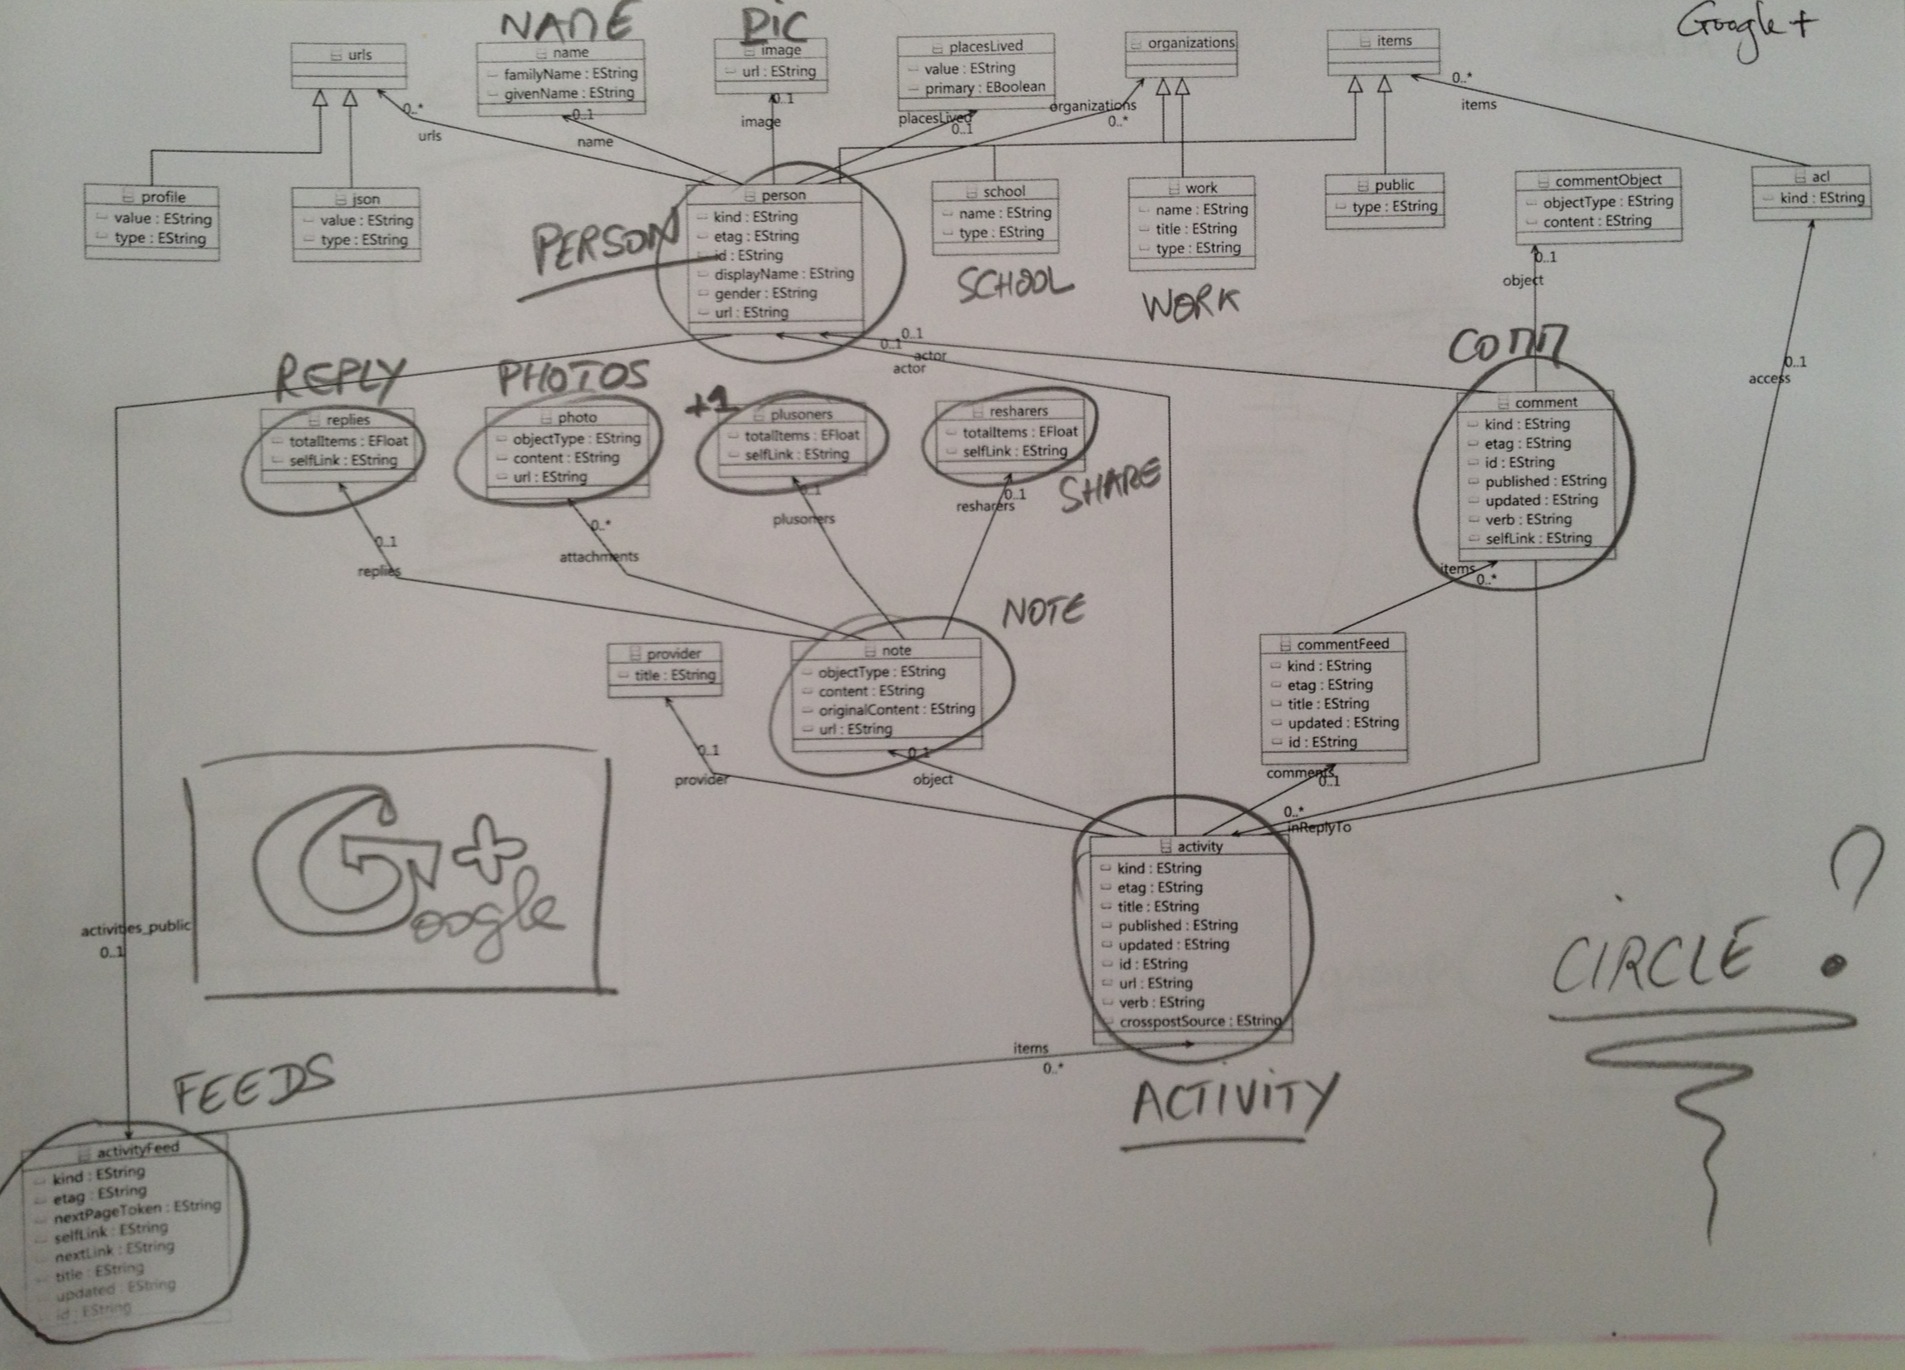 Google +
NAME
PIC
urls
name
familyName : EString
givenName : EString
image
url : EString
placesLived
value : EString
primary : EBoolean
organizations
items
0..*
urls
0..1
name
0..1
image
placesLived
0..1
organizations
0..*
0..*
items
profile
value : EString
type : EString
json
value : EString
type : EString
person
kind : EString
etag : EString
id : EString
displayName : EString
gender : EString
url : EString
PERSON
school
name : EString
type : EString
SCHOOL
work
name : EString
title : EString
type : EString
WORK
public
type : EString
commentObject
objectType : EString
content : EString
acl
kind : EString
0..1
object
0..1
actor
0..1
actor
COMM
0..1
access
REPLY
PHOTOS
+1
replies
totalItems : EFloat
selfLink : EString
photo
objectType : EString
content : EString
url : EString
plusoners
totalItems : EFloat
selfLink : EString
resharers
totalItems : EFloat
selfLink : EString
SHARE
comment
kind : EString
etag : EString
id : EString
published : EString
updated : EString
verb : EString
selfLink : EString
0..1
replies
0..*
attachments
0..1
plusoners
0..1
resharers
items
0..*
NOTE
provider
title : EString
note
objectType : EString
content : EString
originalContent : EString
url : EString
commentFeed
kind : EString
etag : EString
title : EString
updated : EString
id : EString
0..1
provider
0..1
object
comments
0..1
0..*
inReplyTo
G+
Google
activity
kind : EString
etag : EString
title : EString
published : EString
updated : EString
id : EString
url : EString
verb : EString
crosspostSource : EString
CIRCLE ?
activities_public
0..1
items
0..*
FEEDS
ACTIVITY
activityFeed
kind : EString
etag : EString
nextPageToken : EString
selfLink : EString
nextLink : EString
title : EString
updated : EString
id : EString